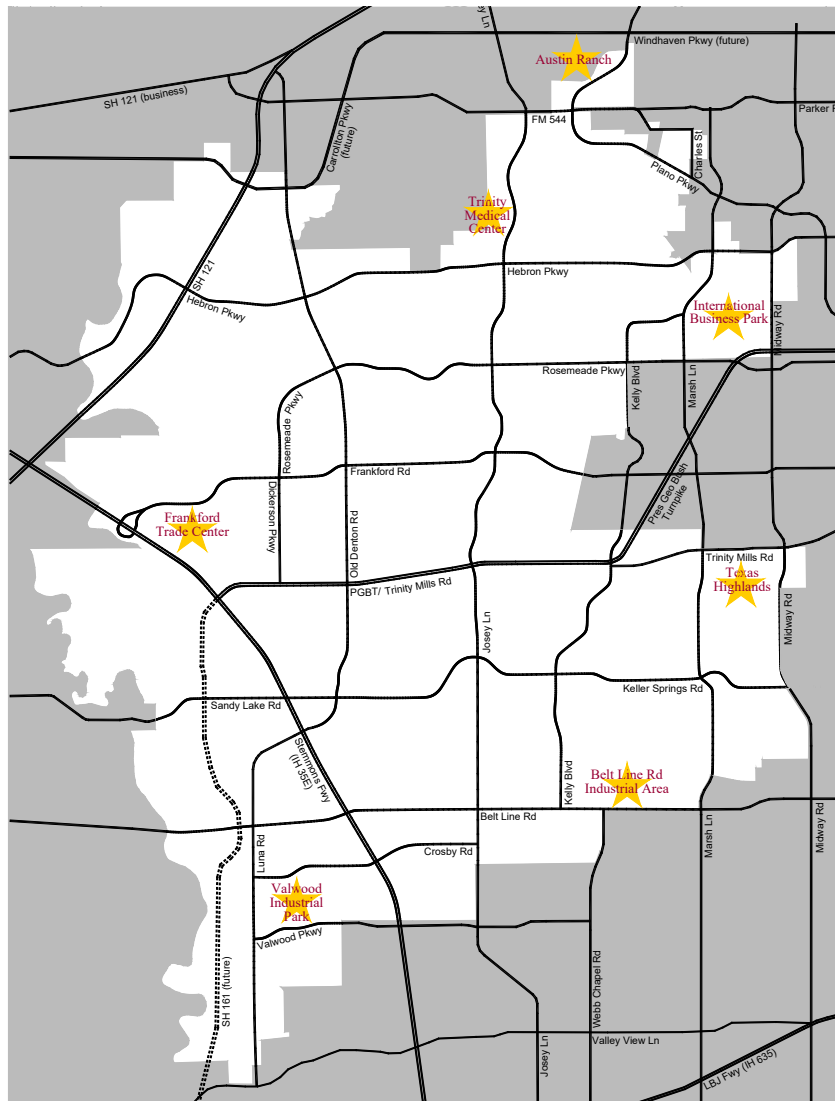 ey Ln
Windhaven Pkwy (future)
Austin Ranch
SH 121 (business)
Carrollton Pkwy
(future)
FM 544
Parker R
Charles St
Plano Pkwy
Trinity
Medical
Center
SH 121
Hebron Pkwy
Hebron Pkwy
International
Business Park
Midway Rd
Rosemeade Pkwy
Kelly Blvd
Marsh Ln
Rosemeade Pkwy
Frankford Rd
Dickerson Pkwy
Old Denton Rd
Pres Geo Bush
Turnpike
Frankford
Trade Center
Trinity Mills Rd
Texas
Highlands
PGBT/ Trinity Mills Rd
Josey Ln
Midway Rd
Keller Springs Rd
Sandy Lake Rd
Stemmons Fwy
(IH 35E)
Kelly Blvd
Belt Line Rd
Industrial Area
Belt Line Rd
Marsh Ln
Midway Rd
Luna Rd
Crosby Rd
Valwood
Industrial
Park
Valwood Pkwy
SH 161 (future)
Webb Chapel Rd
Josey Ln
Valley View Ln
LBJ Fwy (IH 635)